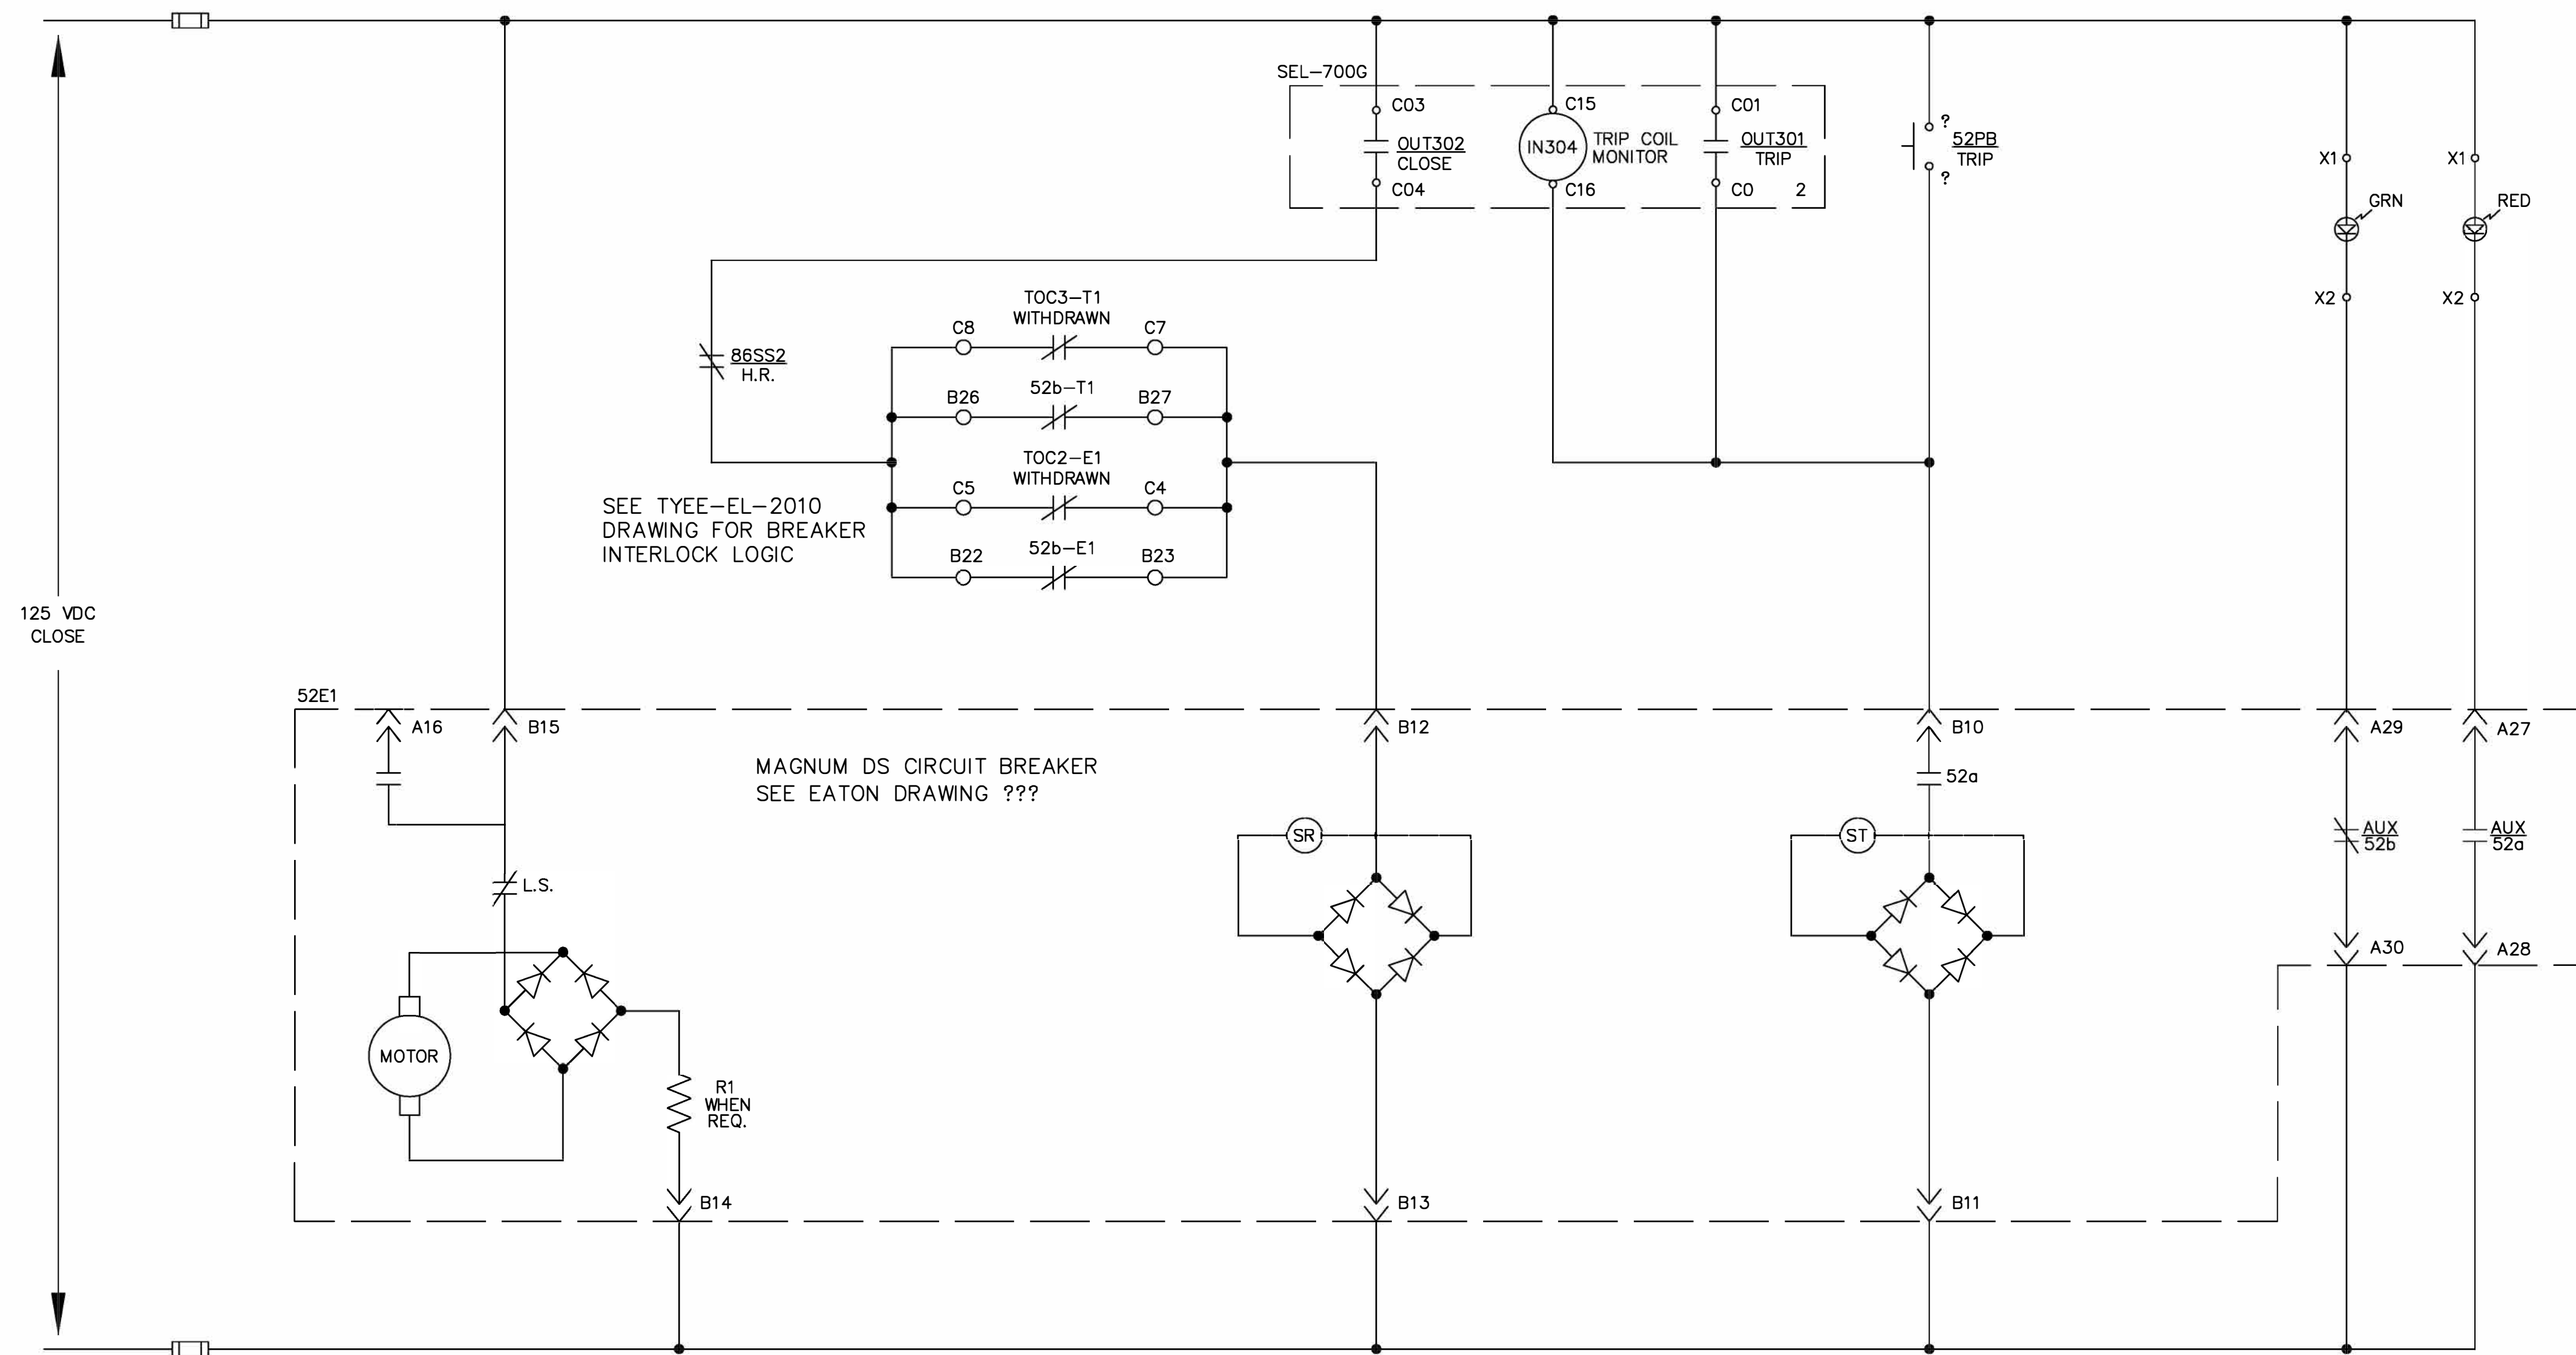 SEL-700G
C03
C15
C01
?
OUT302
CLOSE
IN304
TRIP COIL
MONITOR
OUT301
TRIP
52PB
TRIP
C04
C16
CO 2
?
X1
X1
GRN
RED
X2
X2
TOC3-T1
WITHDRAWN
C8
C7
86SS2
H.R.
52b-T1
B26
B27
TOC2-E1
WITHDRAWN
C5
C4
SEE TYEE-EL-2010
DRAWING FOR BREAKER
INTERLOCK LOGIC
52b-E1
B22
B23
125 VDC
CLOSE
52E1
A16
B15
B12
B10
A29
A27
MAGNUM DS CIRCUIT BREAKER
SEE EATON DRAWING ???
52a
SR
ST
AUX
52b
AUX
52a
L.S.
A30
A28
MOTOR
R1
WHEN
REQ.
B14
B13
B11